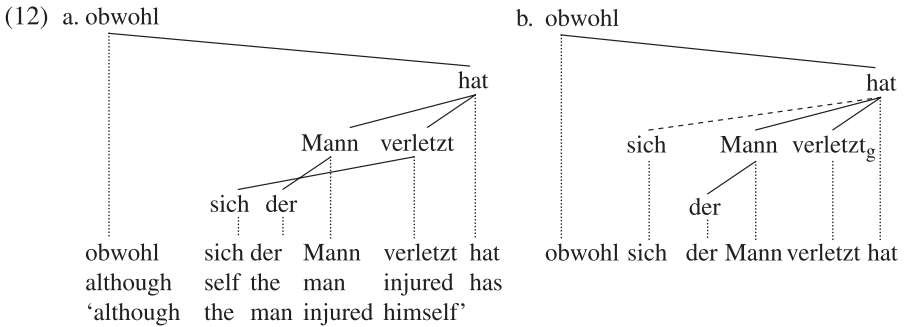 (12) a. obwohl b. obwohl
hat hat
Mann verletzt sich Mann verletztg
sich der der
obwohl sich der Mann verletzt hat obwohl sich der Mann verletzt hat
although self the man injured has
‘although the man injured himself’